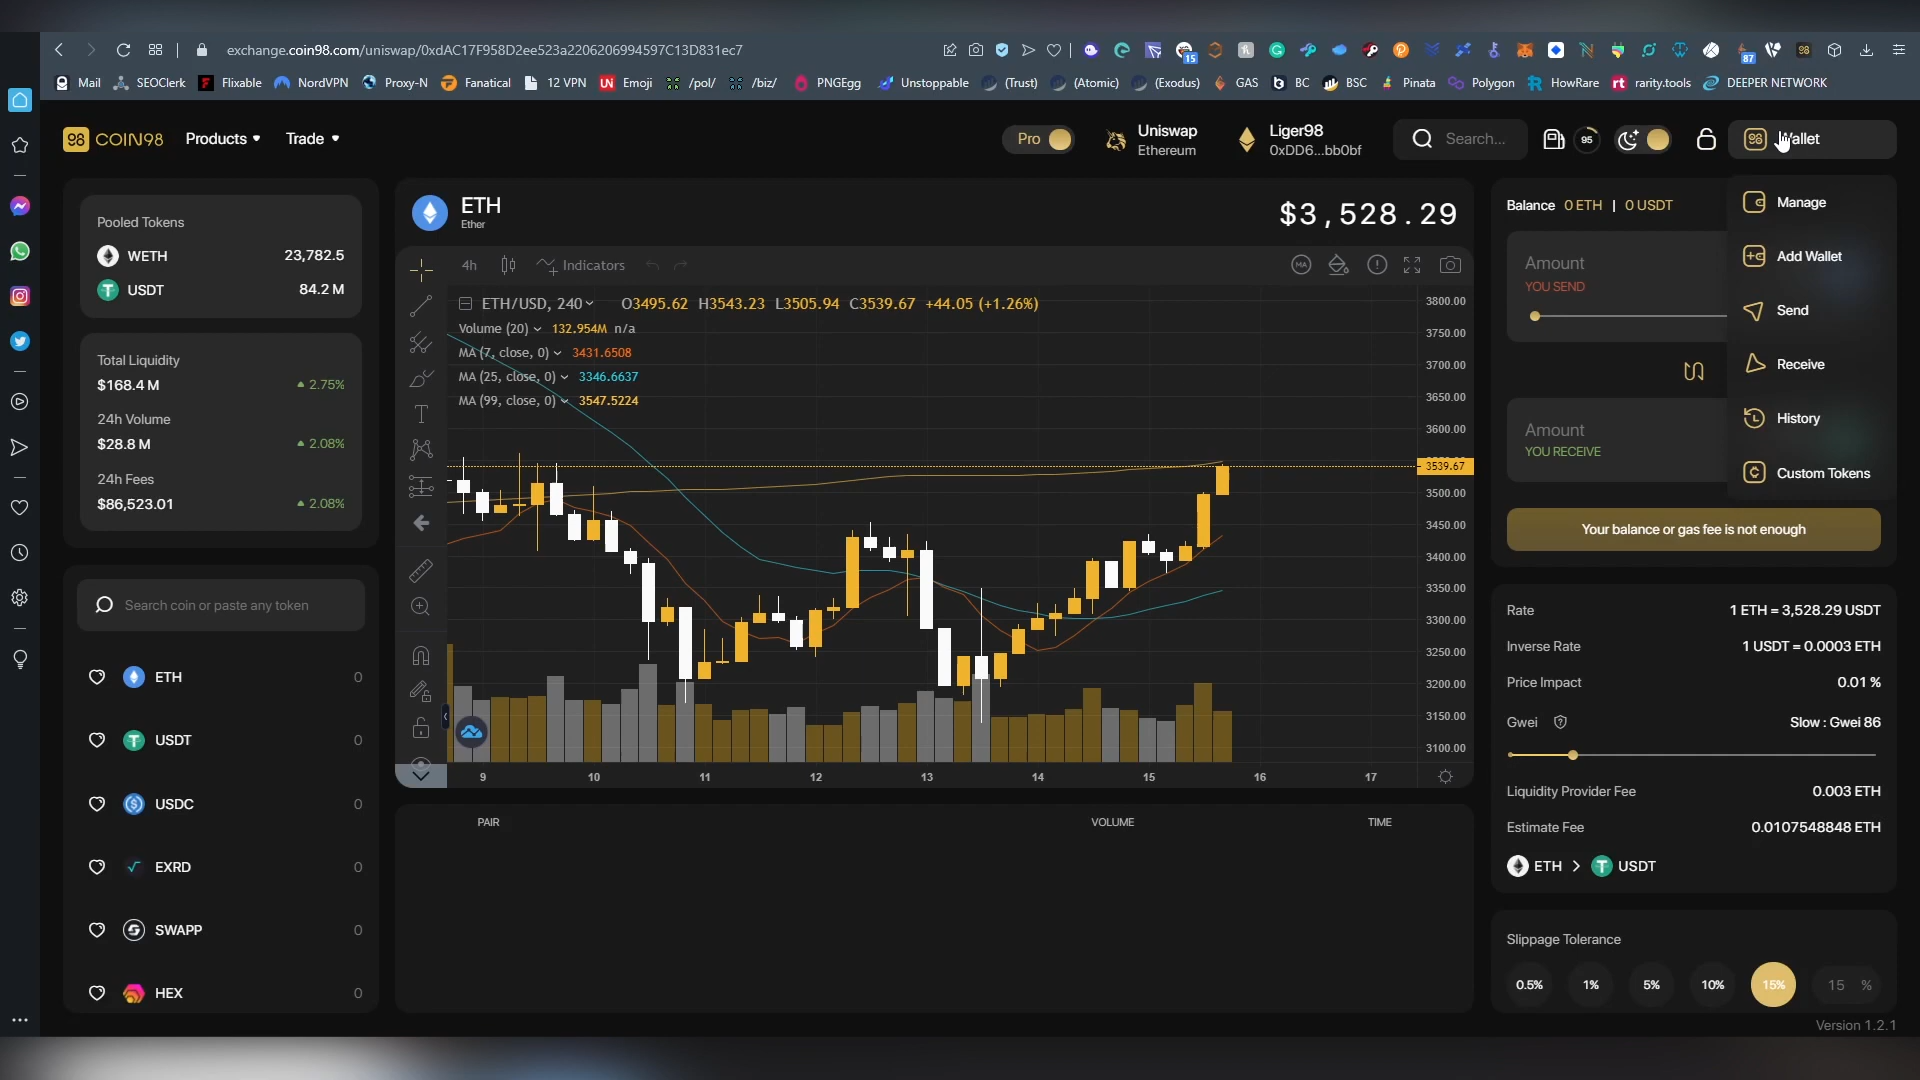 exchange.coin98.com/uniswap/0xdAC17F958D2ee523a2206206994597C13D831ec7
15
87
Mail SEOClerk Flixable NordVPN Proxy-N Fanatical 12 VPN Emoji /pol/ /biz/ PNGEgg Unstoppable (Trust) (Atomic) (Exodus) GAS BC BSC Pinata Polygon HowRare rarity.tools DEEPER NETWORK
COIN98 Products Trade
Pro
Uniswap
Ethereum
Liger98
0xDD6...bb0bf
Search...
95
Wallet
Manage
Add Wallet
Send
Receive
History
Custom Tokens
Pooled Tokens
WETH 23,782.5
USDT 84.2 M
Total Liquidity
$168.4 M 2.75%
24h Volume
$28.8 M 2.08%
24h Fees
$86,523.01 2.08%
Search coin or paste any token
ETH 0
USDT 0
USDC 0
EXRD 0
SWAPP 0
HEX 0
ETH
Ether
$3,528.29
4h Indicators
ETH/USD, 240 O3495.62 H3543.23 L3505.94 C3539.67 +44.05 (+1.26%)
Volume (20) 132.954M n/a
MA (7, close, 0) 3431.6508
MA (25, close, 0) 3346.6637
MA (99, close, 0) 3547.5224
3800.00
3750.00
3700.00
3650.00
3600.00
3539.67
3500.00
3450.00
3400.00
3350.00
3300.00
3250.00
3200.00
3150.00
3100.00
9 10 11 12 13 14 15 16 17
PAIR VOLUME TIME
Balance 0 ETH | 0 USDT
Amount
YOU SEND
Amount
YOU RECEIVE
Your balance or gas fee is not enough
Rate 1 ETH = 3,528.29 USDT
Inverse Rate 1 USDT = 0.0003 ETH
Price Impact 0.01 %
Gwei Slow : Gwei 86
Liquidity Provider Fee 0.003 ETH
Estimate Fee 0.0107548848 ETH
ETH > USDT
Slippage Tolerance
0.5% 1% 5% 10% 15% 15 %
Version 1.2.1